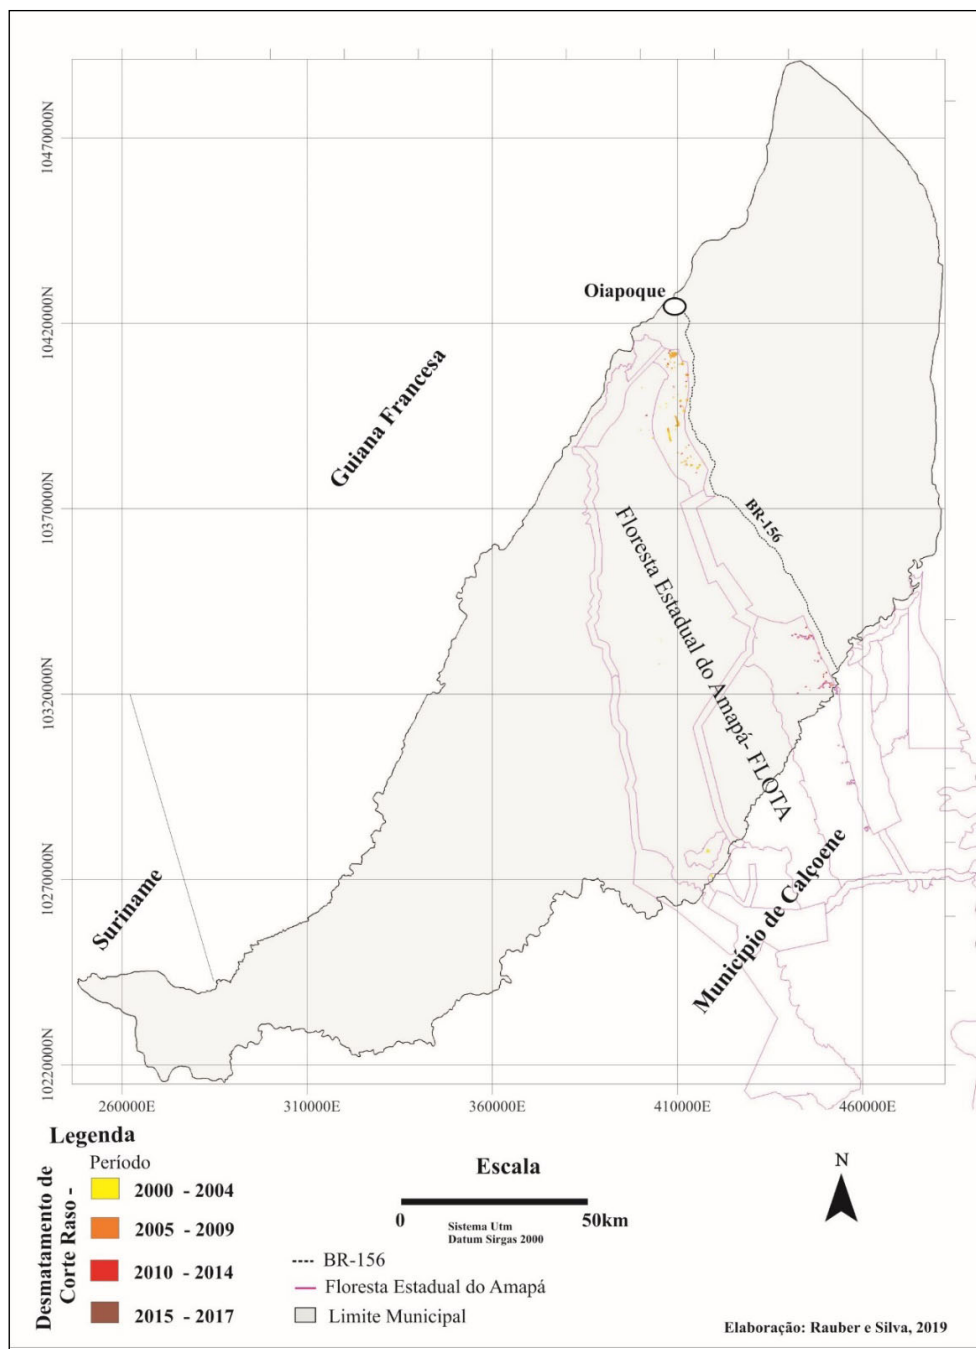 10470000N
Oiapoque
10420000N
Guiana Francesa
10370000N
BR-156
Floresta Estadual do Amapá- FLOTA
10320000N
Suriname
10270000N
Município de Calçoene
10220000N
260000E
310000E
360000E
410000E
460000E
Legenda
Desmatamento de
Corte Raso -
Período
2000 - 2004
2005 - 2009
2010 - 2014
2015 - 2017
Escala
0
50km
Sistema Utm
Datum Sirgas 2000
BR-156
Floresta Estadual do Amapá
Limite Municipal
N
Elaboração: Rauber e Silva, 2019